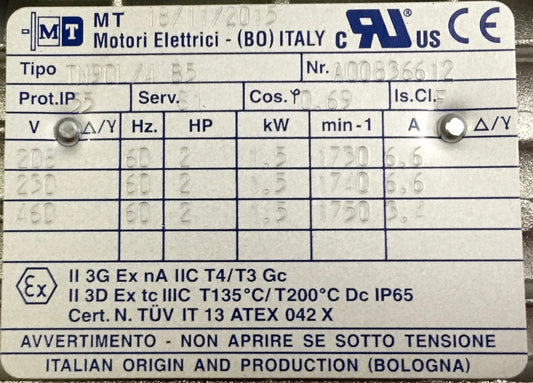 MT MT 18/11/2015
Motori Elettrici - (BO) ITALY c RU US CE
Tipo TN90L/4 B5 Nr. A00836612
Prot.IP 55 Serv. S1 Cos.φ 0.69 Is.Cl. F
V Δ/Y Hz. HP kW min-1 A Δ/Y
208 60 2 1.5 1730 6.6
230 60 2 1.5 1740 6.6
460 60 2 1.5 1750 3.4
Ex II 3G Ex nA IIC T4/T3 Gc
II 3D Ex tc IIIC T135°C/T200°C Dc IP65
Cert. N. TÜV IT 13 ATEX 042 X
AVVERTIMENTO - NON APRIRE SE SOTTO TENSIONE
ITALIAN ORIGIN AND PRODUCTION (BOLOGNA)